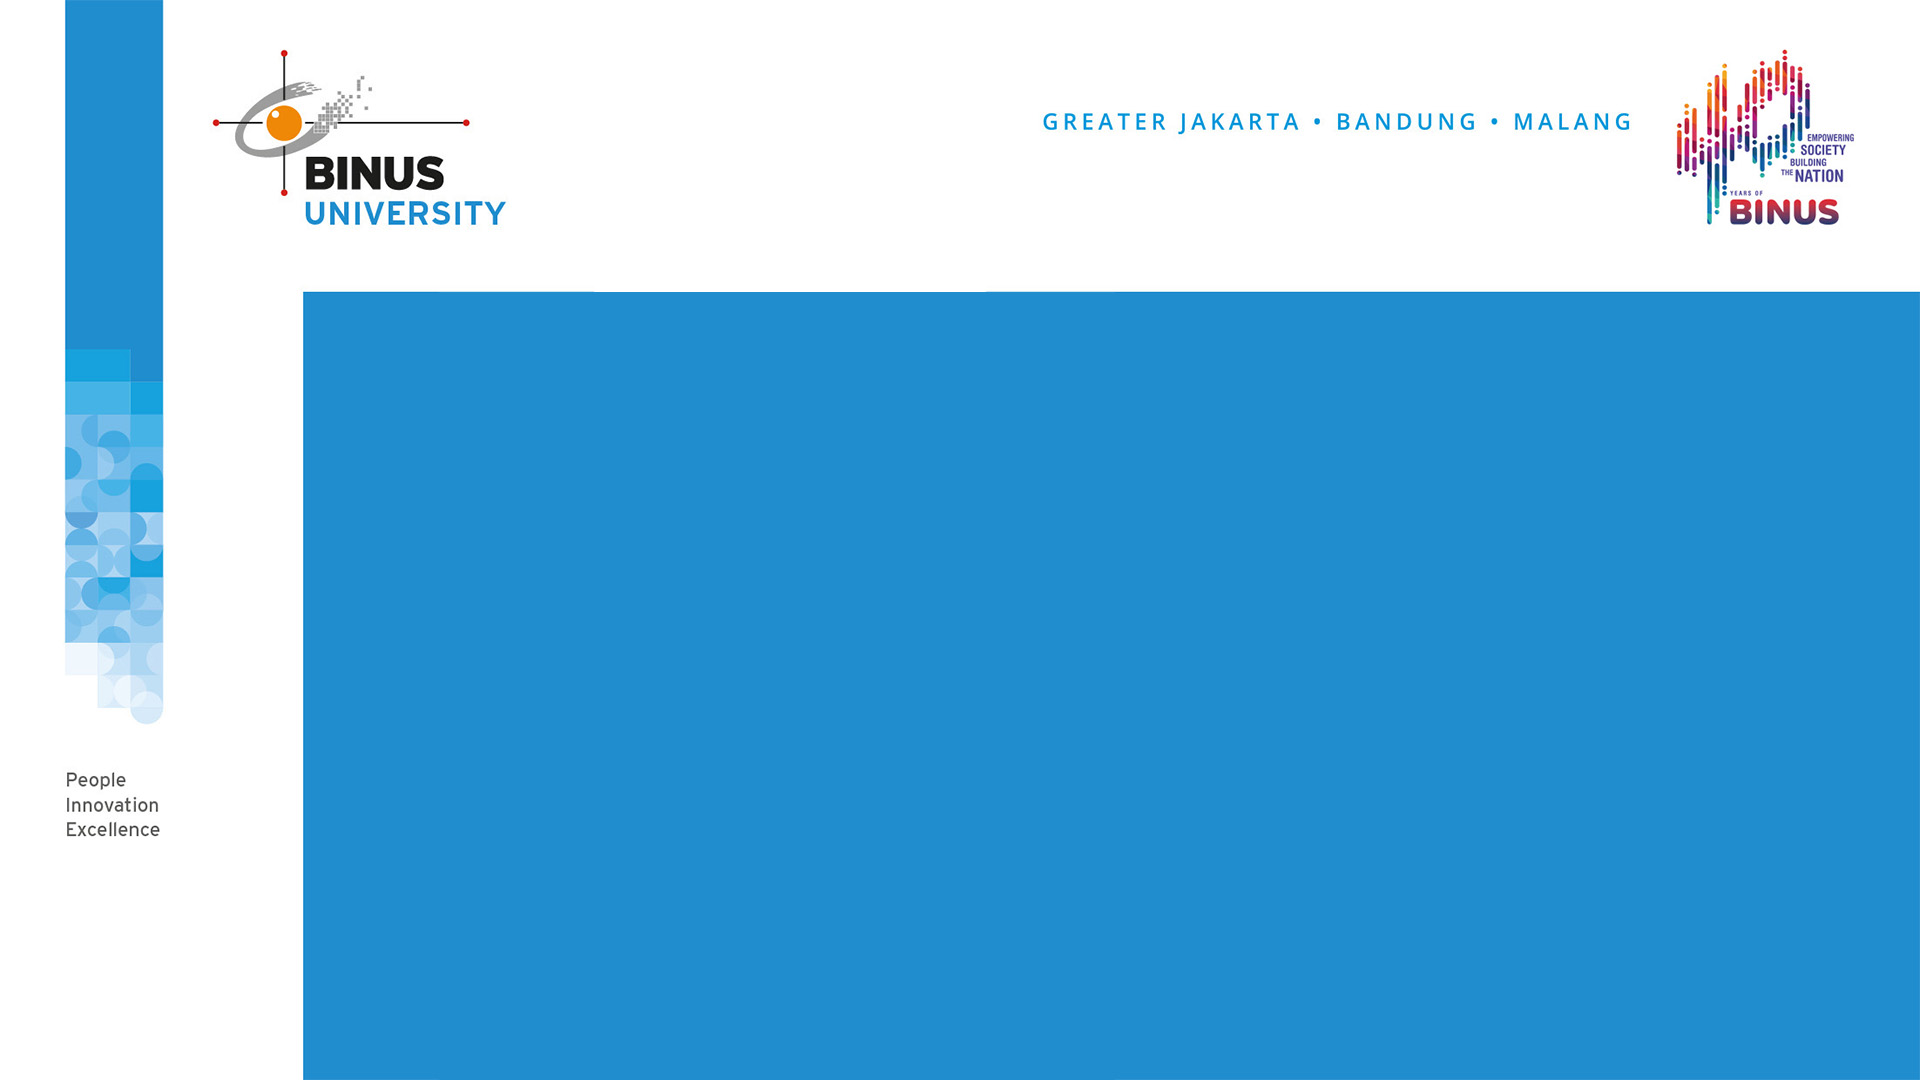 BINUS
UNIVERSITY
GREATER JAKARTA • BANDUNG • MALANG
EMPOWERING
SOCIETY
BUILDING
THE NATION
YEARS OF
BINUS
People
Innovation
Excellence